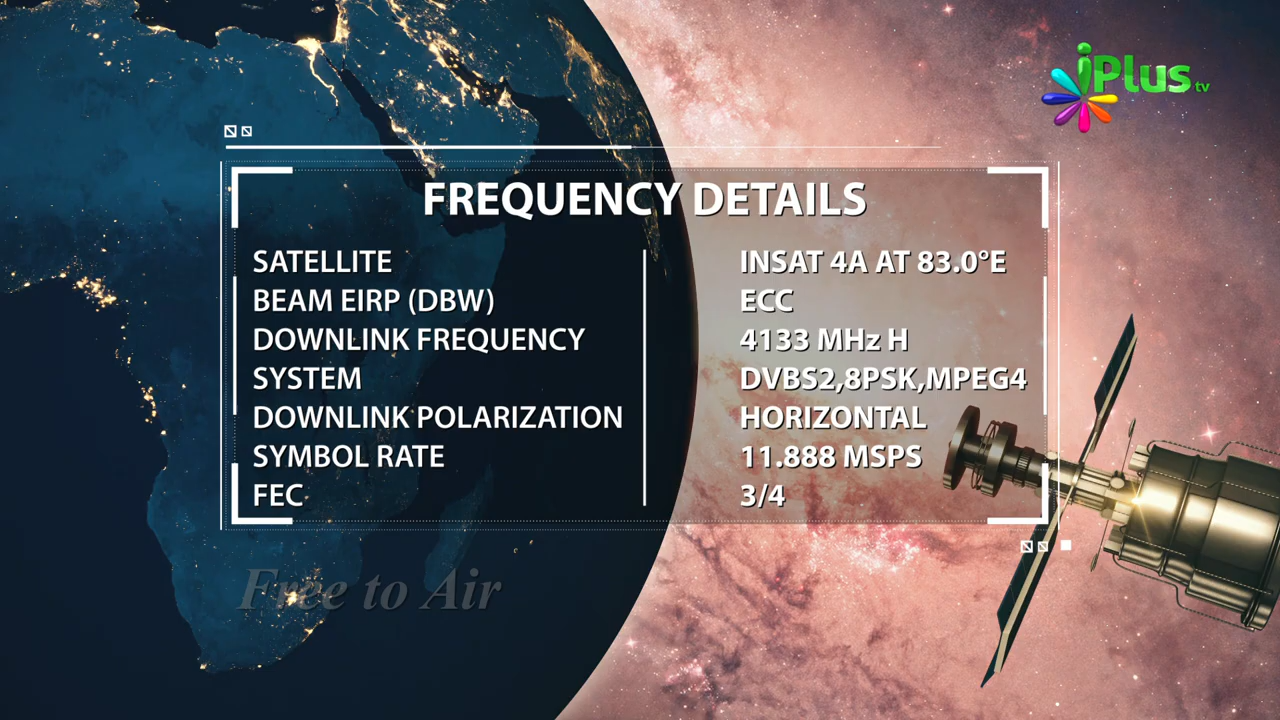 iPlus tv
FREQUENCY DETAILS
SATELLITE INSAT 4A AT 83.0°E
BEAM EIRP (DBW) ECC
DOWNLINK FREQUENCY 4133 MHz H
SYSTEM DVBS2,8PSK,MPEG4
DOWNLINK POLARIZATION HORIZONTAL
SYMBOL RATE 11.888 MSPS
FEC 3/4
Free to Air